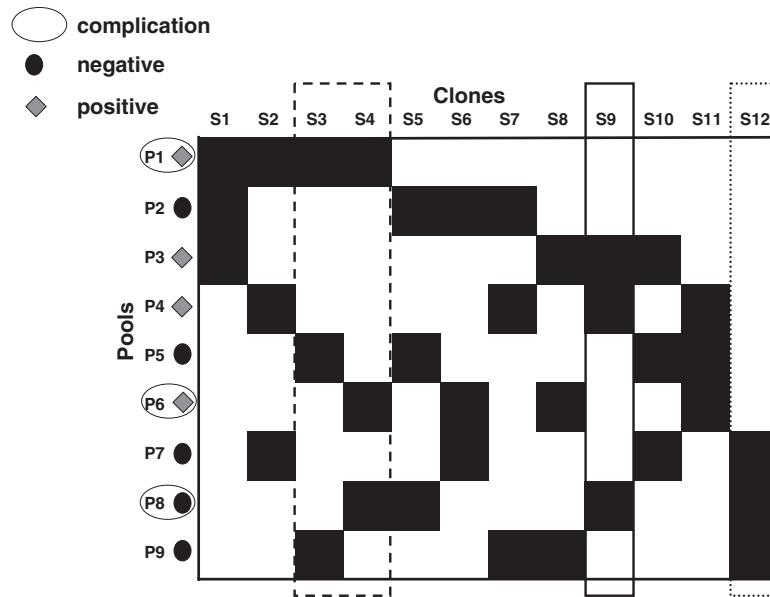 complication
negative
positive
Clones
S1 S2 S3 S4 S5 S6 S7 S8 S9 S10 S11 S12
Pools
P1
P2
P3
P4
P5
P6
P7
P8
P9